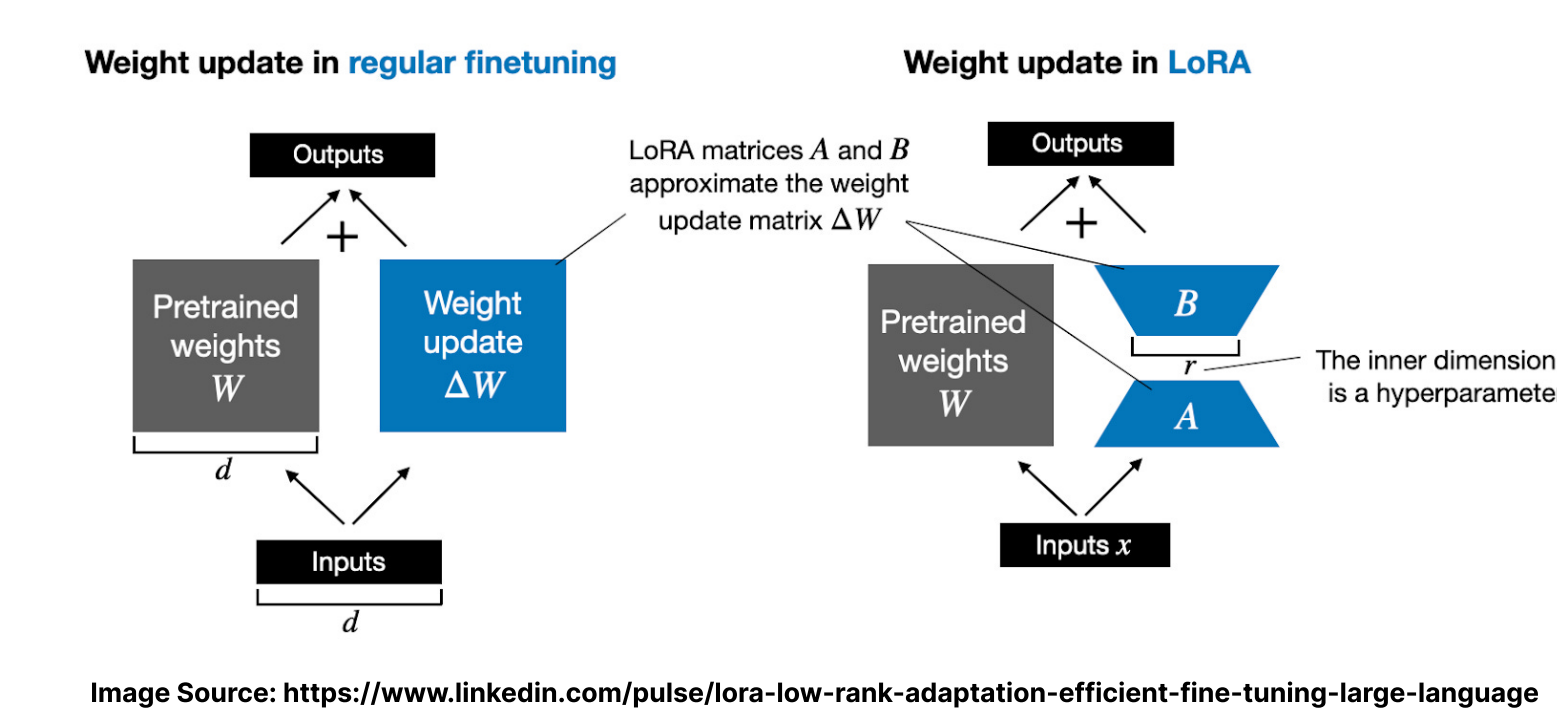 Weight update in regular finetuning
Outputs
+
Pretrained
weights
W
d
Weight
update
ΔW
Inputs
d
LoRA matrices A and B
approximate the weight
update matrix ΔW
Weight update in LoRA
Outputs
+
Pretrained
weights
W
B
r
A
The inner dimension
is a hyperparamete
Inputs x
Image Source: https://www.linkedin.com/pulse/lora-low-rank-adaptation-efficient-fine-tuning-large-language